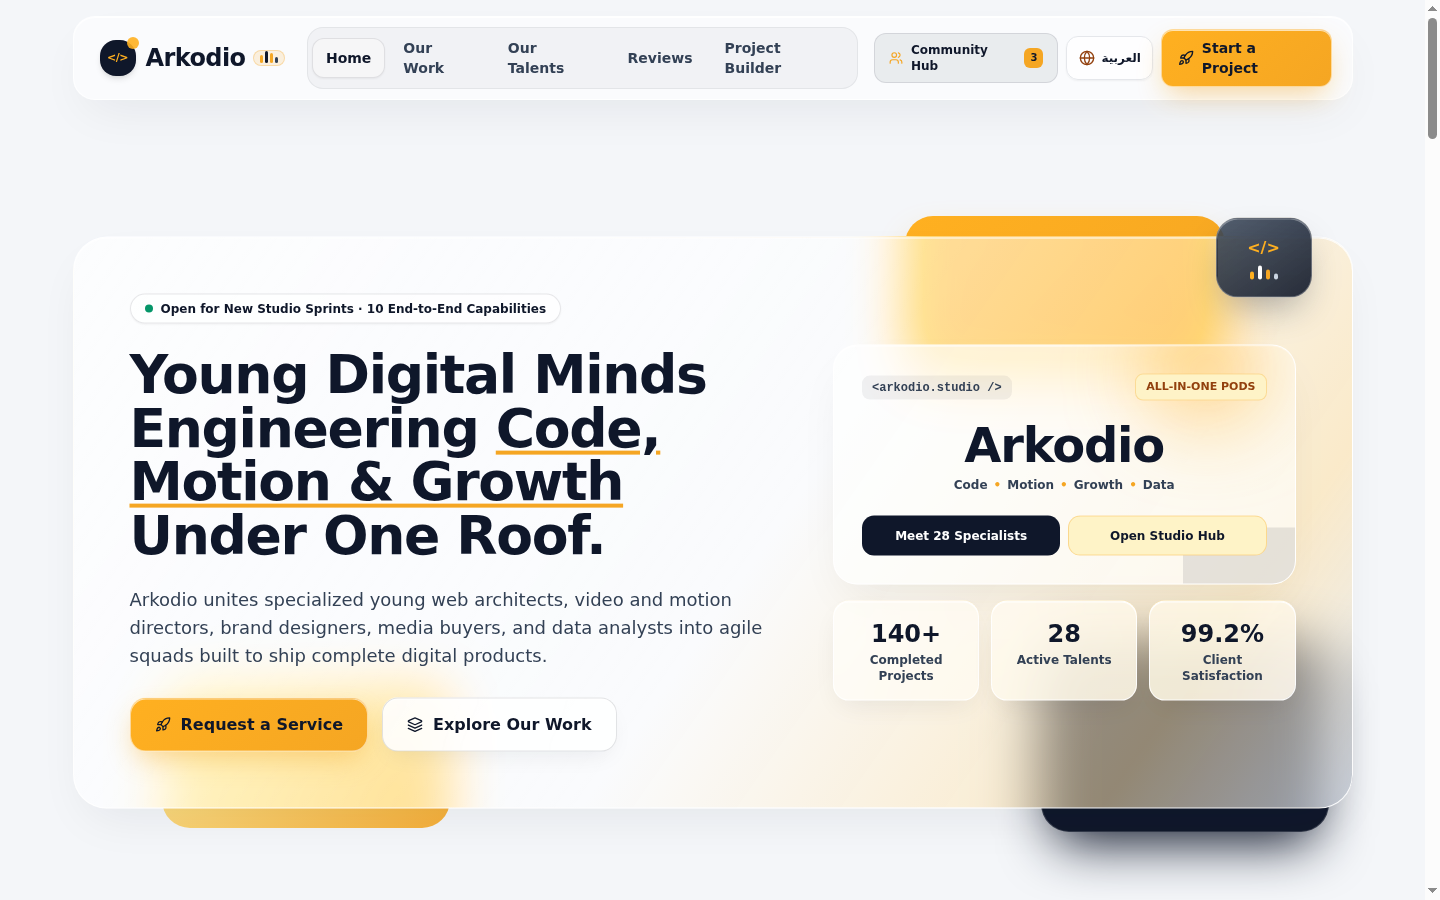 </>
Arkodio
Home
Our
Work
Our
Talents
Reviews
Project
Builder
Community
Hub
3
العربية
Start a
Project
</>
Open for New Studio Sprints · 10 End-to-End Capabilities
Young Digital Minds
Engineering Code,
Motion & Growth
Under One Roof.
Arkodio unites specialized young web architects, video and motion
directors, brand designers, media buyers, and data analysts into agile
squads built to ship complete digital products.
Request a Service
Explore Our Work
<arkodio.studio />
ALL-IN-ONE PODS
Arkodio
Code • Motion • Growth • Data
Meet 28 Specialists
Open Studio Hub
140+
Completed
Projects
28
Active Talents
99.2%
Client
Satisfaction